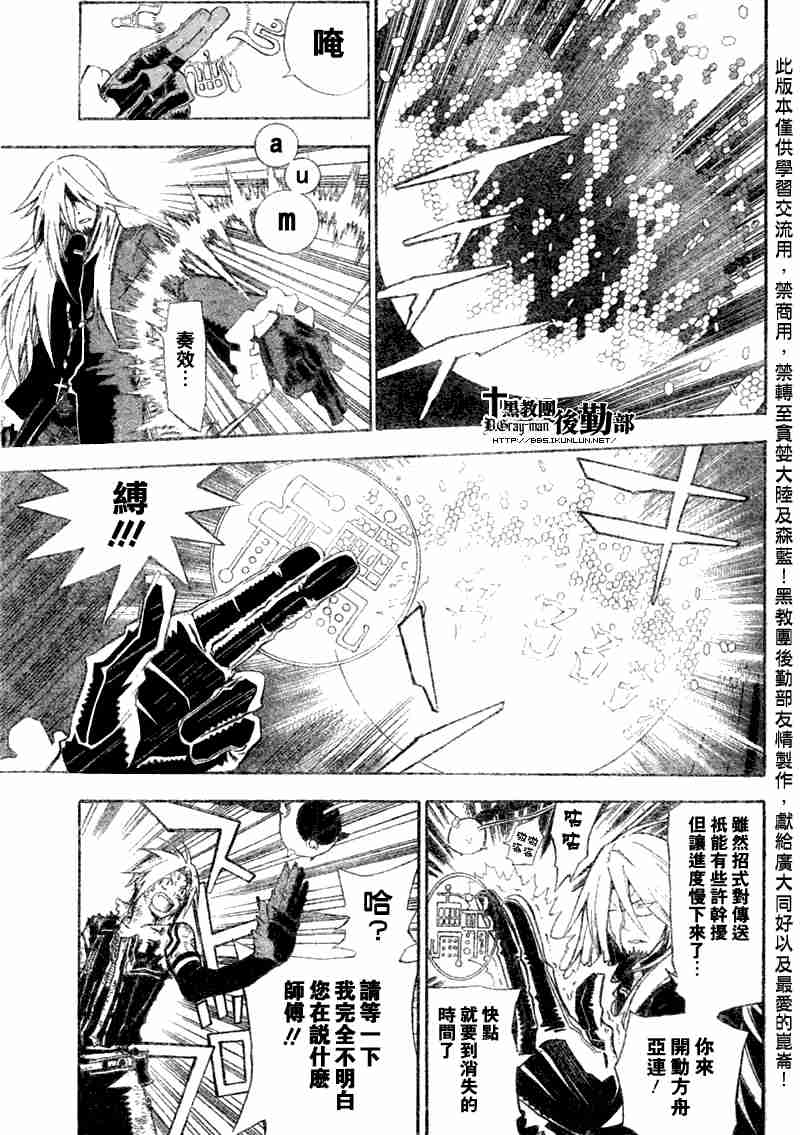 唵
a
u
m
奏效…
十黑教團
D.Gray-man
後勤部
HTTP://BBS.IKUNLUN.NET/
縛
!!!
雖然招式對傳送
衹能有些許幹擾
但讓進度慢下來了…
咕
咕
你來
開動方舟
亞連!
快點
就要到消失的
時間了
哈?
請等一下
我完全不明白
您在説什麽
師傅!!
此版本僅供學習交流用，禁商用，禁轉至貪婪大陸及森藍！黑教團後勤部友情製作，獻給廣大同好以及最愛的崑崙！